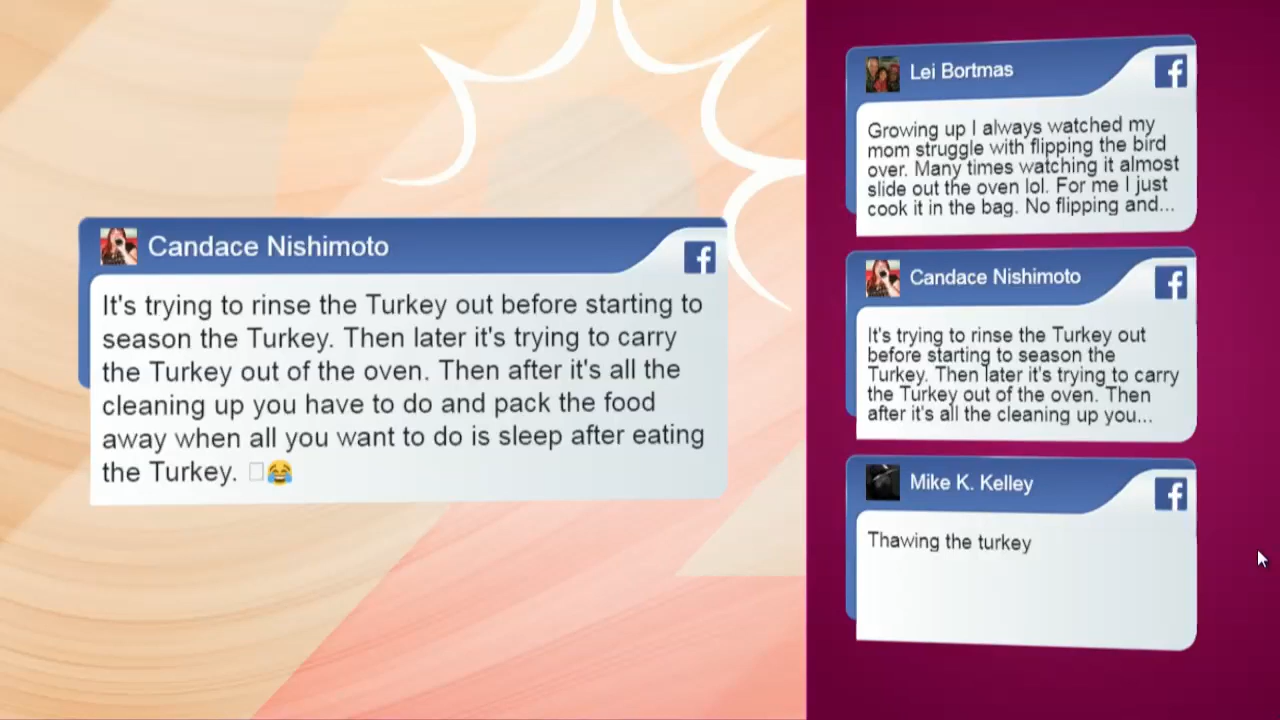 Candace Nishimoto
It's trying to rinse the Turkey out before starting to
season the Turkey. Then later it's trying to carry
the Turkey out of the oven. Then after it's all the
cleaning up you have to do and pack the food
away when all you want to do is sleep after eating
the Turkey. 😂
Lei Bortmas
Growing up I always watched my
mom struggle with flipping the bird
over. Many times watching it almost
slide out the oven lol. For me I just
cook it in the bag. No flipping and...
Candace Nishimoto
It's trying to rinse the Turkey out
before starting to season the
Turkey. Then later it's trying to carry
the Turkey out of the oven. Then
after it's all the cleaning up you...
Mike K. Kelley
Thawing the turkey